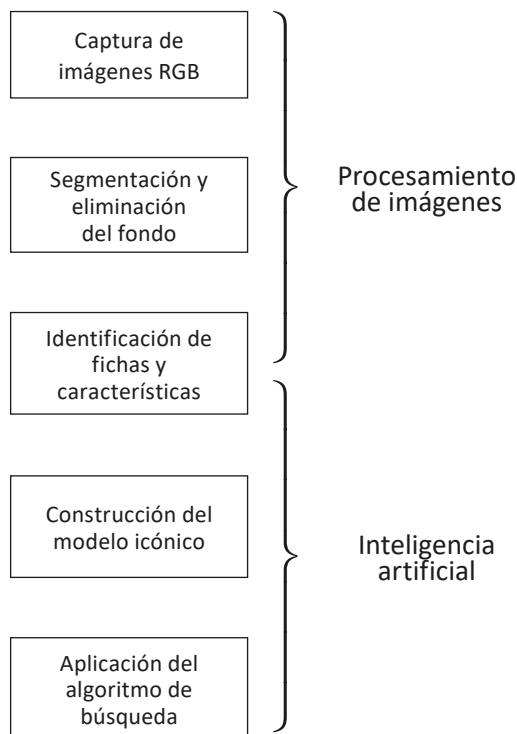 Captura de
imágenes RGB
Segmentación y
eliminación
del fondo
Procesamiento
de imágenes
Identificación de
fichas y
características
Construcción del
modelo icónico
Inteligencia
artificial
Aplicación del
algoritmo de
búsqueda